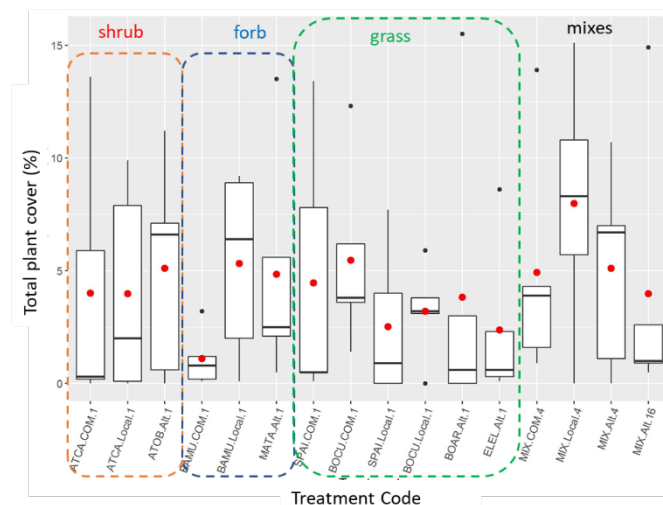 shrub forb grass mixes
15
10
5
0
Total plant cover (%)
ATCA.COM.1 ATCA.Local.1 ATOB.Alt.1 BAMU.COM.1 BAMU.Local.1 MATA.Alt.1 SPAI.COM.1 BOCU.COM.1 SPAI.Local.1 BOCU.Local.1 BOAR.Alt.1 ELEL.Alt.1 MIX.COM.4 MIX.Local.4 MIX.Alt.4 MIX.Alt.16
Treatment Code